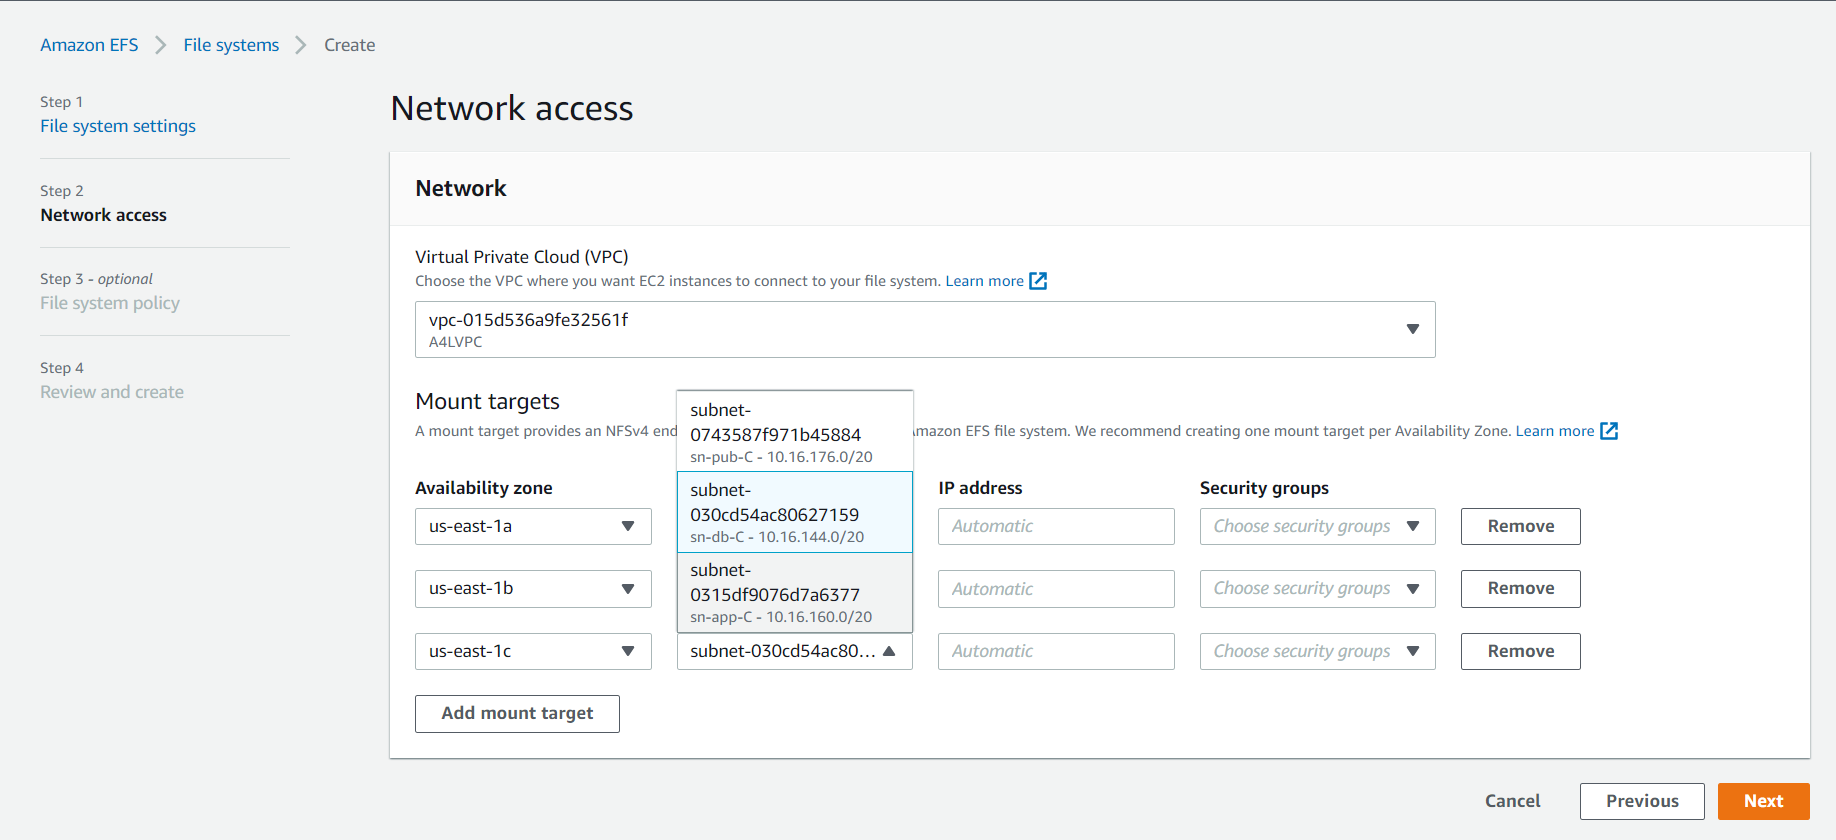 Amazon EFS > File systems > Create
Step 1
File system settings
Step 2
Network access
Step 3 - optional
File system policy
Step 4
Review and create
Network access
Network
Virtual Private Cloud (VPC)
Choose the VPC where you want EC2 instances to connect to your file system. Learn more
vpc-015d536a9fe32561f
A4LVPC
Mount targets
A mount target provides an NFSv4 end
mazon EFS file system. We recommend creating one mount target per Availability Zone. Learn more
subnet-
0743587f971b45884
sn-pub-C - 10.16.176.0/20
subnet-
030cd54ac80627159
sn-db-C - 10.16.144.0/20
subnet-
0315df9076d7a6377
sn-app-C - 10.16.160.0/20
Availability zone IP address Security groups
us-east-1a Automatic Choose security groups Remove
us-east-1b Automatic Choose security groups Remove
us-east-1c subnet-030cd54ac80... Automatic Choose security groups Remove
Add mount target
Cancel Previous Next